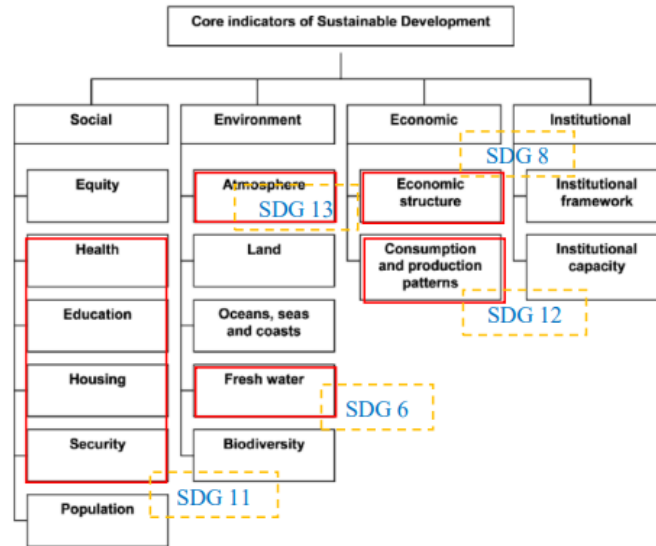 Core indicators of Sustainable Development
Social
Environment
Economic
Institutional
SDG 8
Equity
Atmosphere
Economic
structure
Institutional
framework
SDG 13
Health
Land
Consumption
and production
patterns
Institutional
capacity
SDG 12
Education
Oceans, seas
and coasts
Housing
Fresh water
SDG 6
Security
Biodiversity
SDG 11
Population